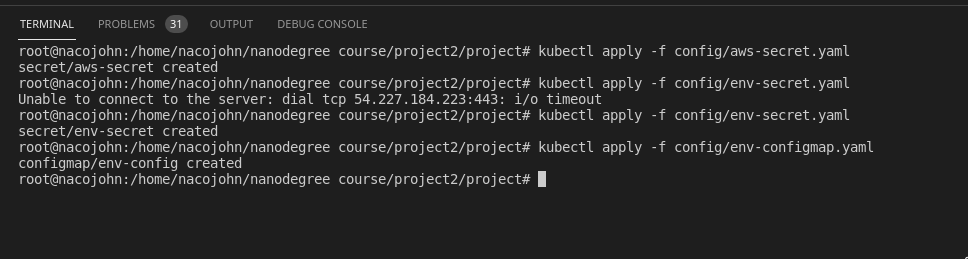 TERMINAL PROBLEMS 31 OUTPUT DEBUG CONSOLE
root@nacojohn:/home/nacojohn/nanodegree course/project2/project# kubectl apply -f config/aws-secret.yaml
secret/aws-secret created
root@nacojohn:/home/nacojohn/nanodegree course/project2/project# kubectl apply -f config/env-secret.yaml
Unable to connect to the server: dial tcp 54.227.184.223:443: i/o timeout
root@nacojohn:/home/nacojohn/nanodegree course/project2/project# kubectl apply -f config/env-secret.yaml
secret/env-secret created
root@nacojohn:/home/nacojohn/nanodegree course/project2/project# kubectl apply -f config/env-configmap.yaml
configmap/env-config created
root@nacojohn:/home/nacojohn/nanodegree course/project2/project#